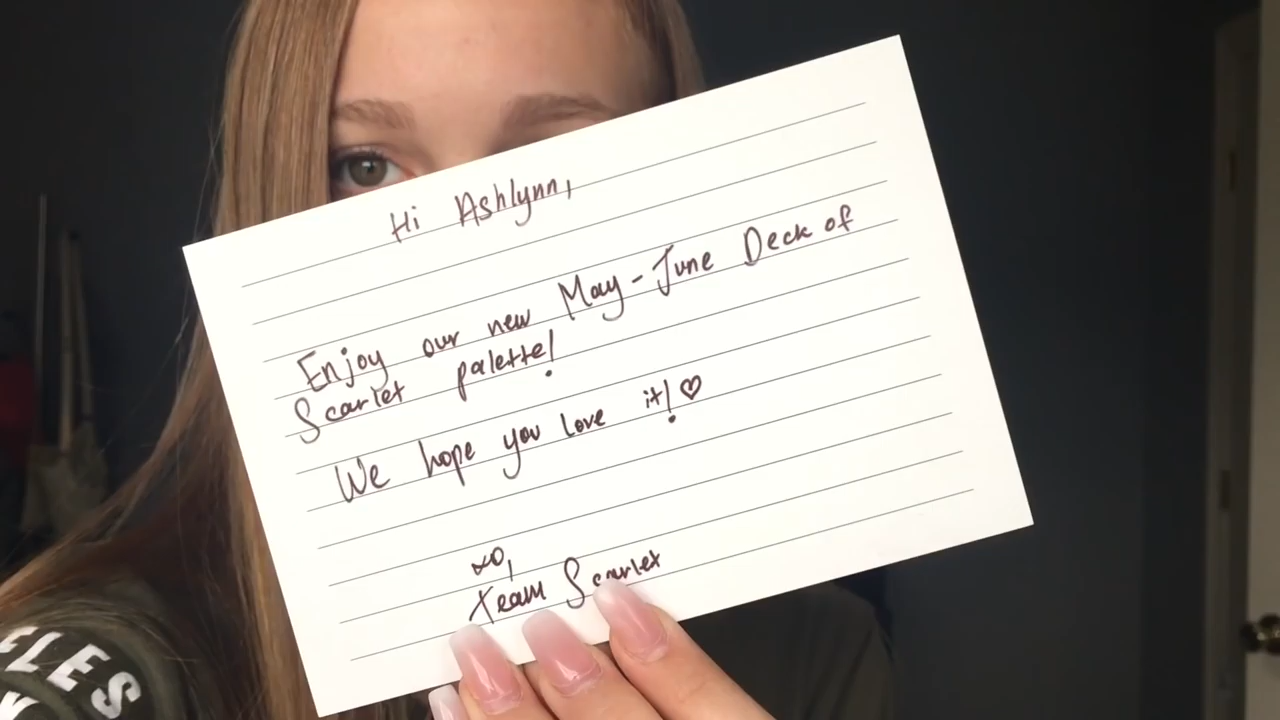 Hi Ashlynn,
Enjoy our new May-June Deck of
Scarlet palette!
We hope you love it! ♡
xo,
Team Scarlet